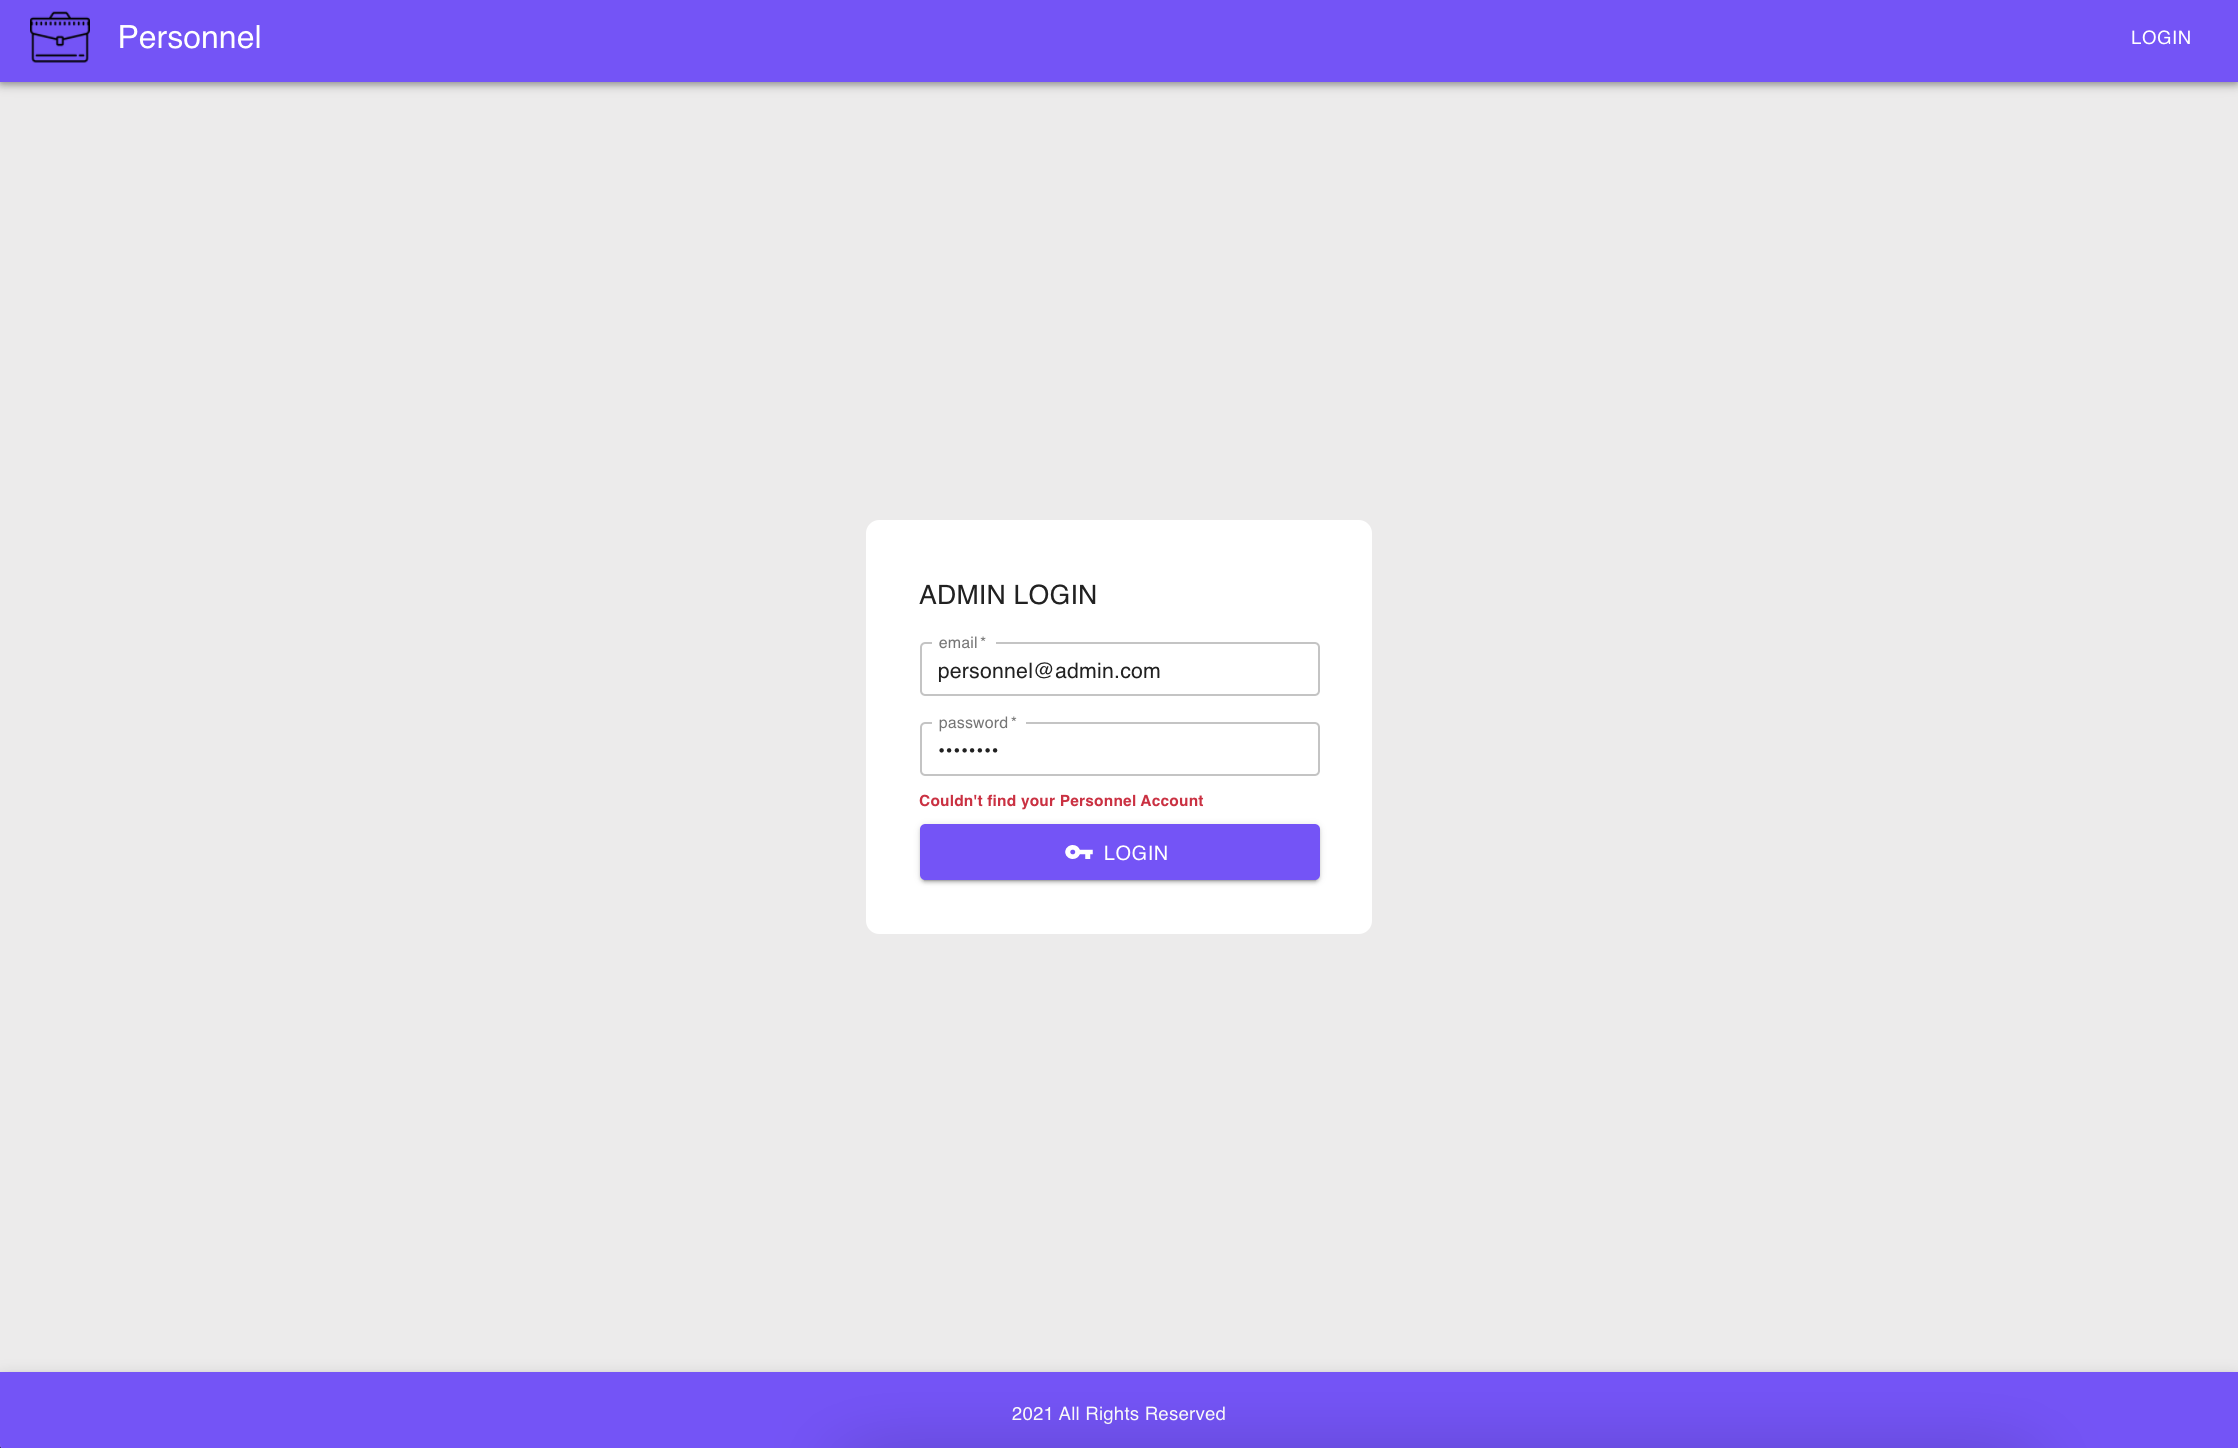 Personnel
LOGIN
ADMIN LOGIN
email *
personnel@admin.com
password *
••••••••
Couldn't find your Personnel Account
LOGIN
2021 All Rights Reserved